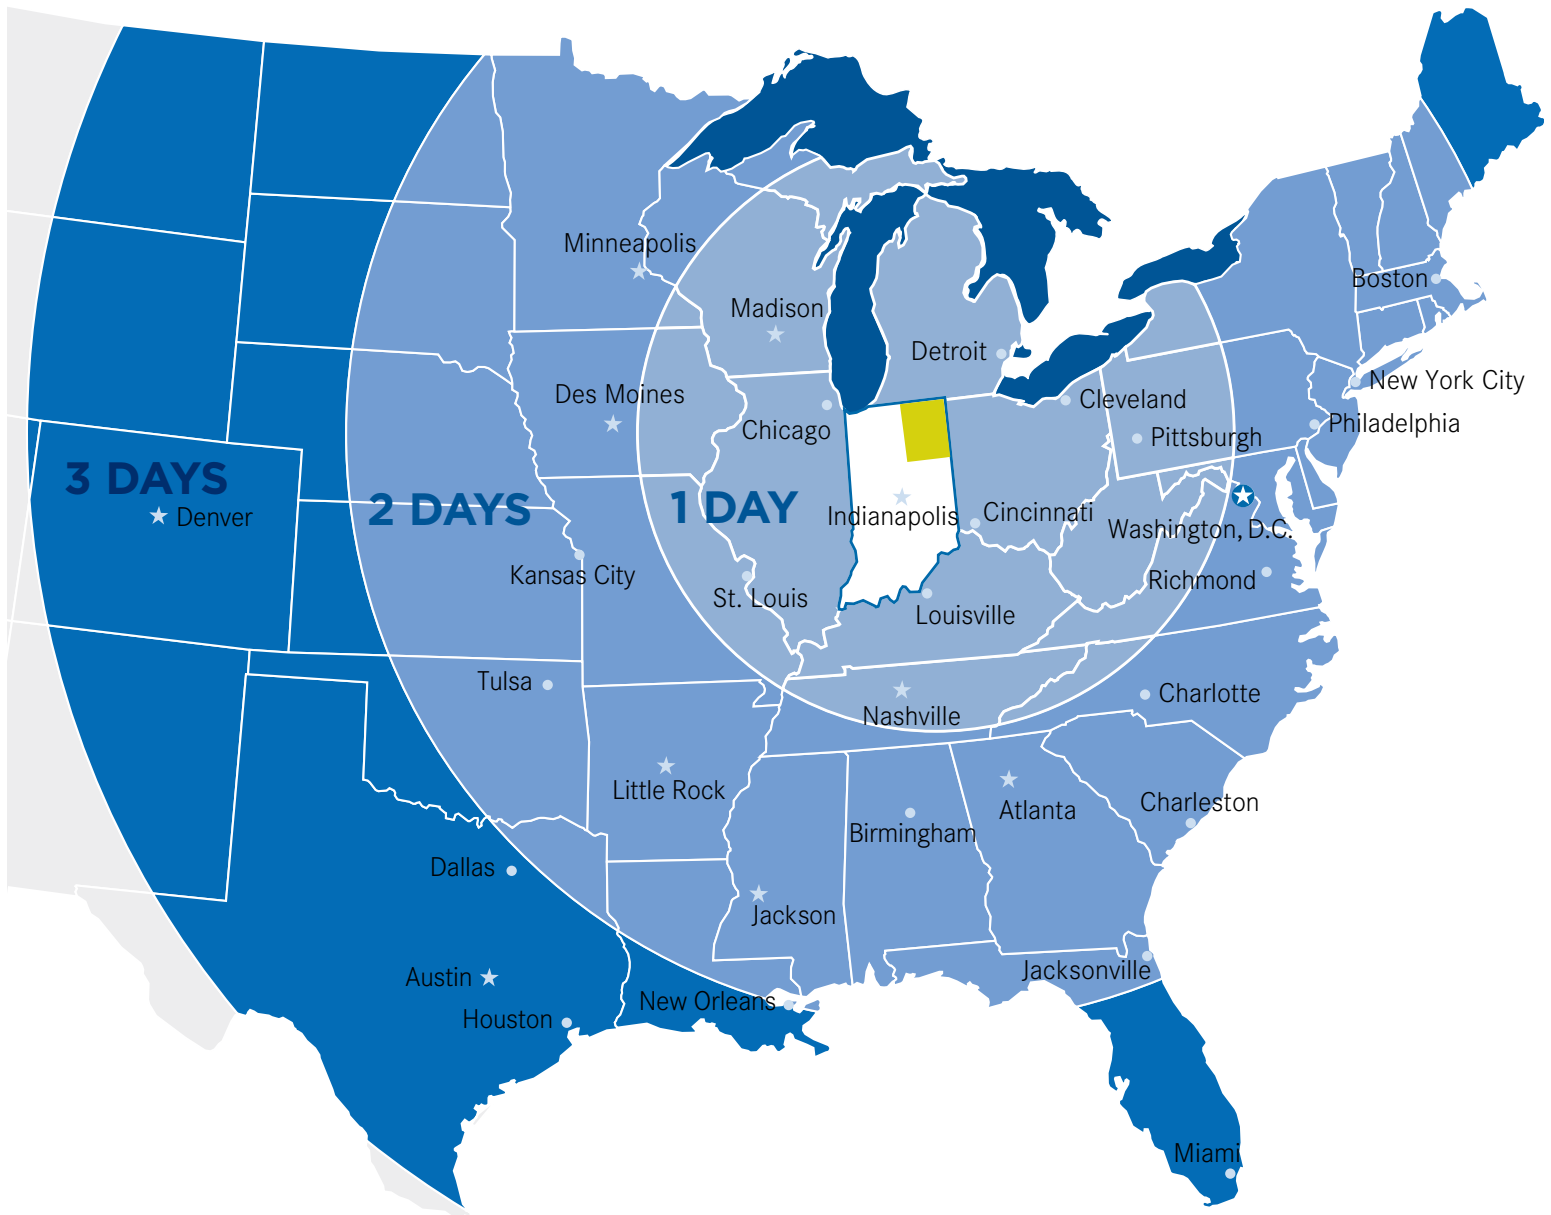 Minneapolis
Boston
Madison
Detroit
New York City
Des Moines
Cleveland
Chicago
Philadelphia
Pittsburgh
3 DAYS
2 DAYS
1 DAY
Denver
Indianapolis
Cincinnati
Washington, D.C.
Kansas City
Richmond
St. Louis
Louisville
Tulsa
Charlotte
Nashville
Little Rock
Charleston
Atlanta
Birmingham
Dallas
Jackson
Jacksonville
Austin
New Orleans
Houston
Miami